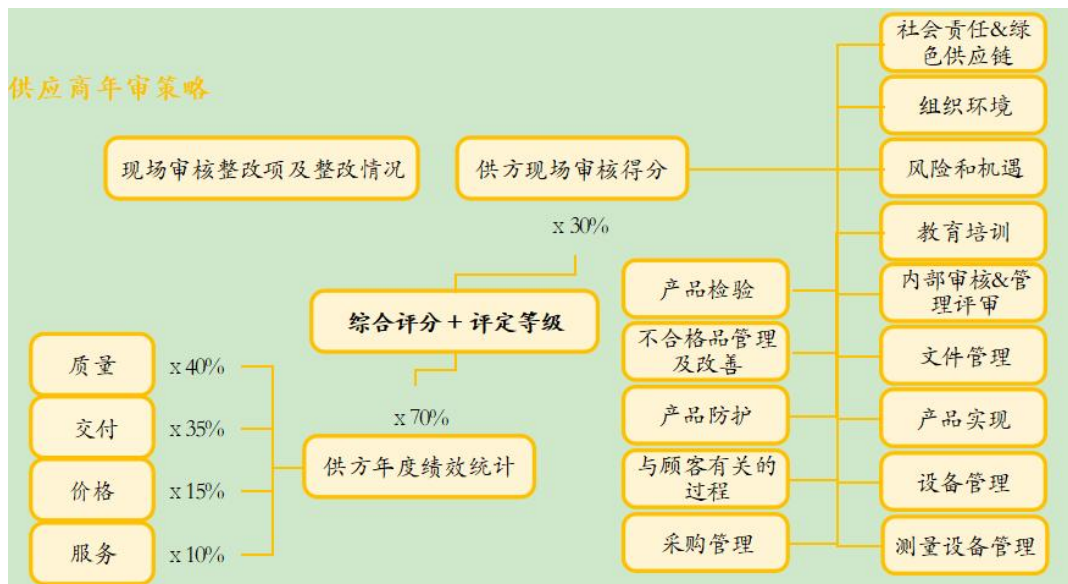 供应商年审策略
现场审核整改项及整改情况
供方现场审核得分
x 30%
综合评分 + 评定等级
x 70%
供方年度绩效统计
质量
x 40%
交付
x 35%
价格
x 15%
服务
x 10%
产品检验
不合格品管理
及改善
产品防护
与顾客有关的
过程
采购管理
社会责任&绿
色供应链
组织环境
风险和机遇
教育培训
内部审核&管
理评审
文件管理
产品实现
设备管理
测量设备管理